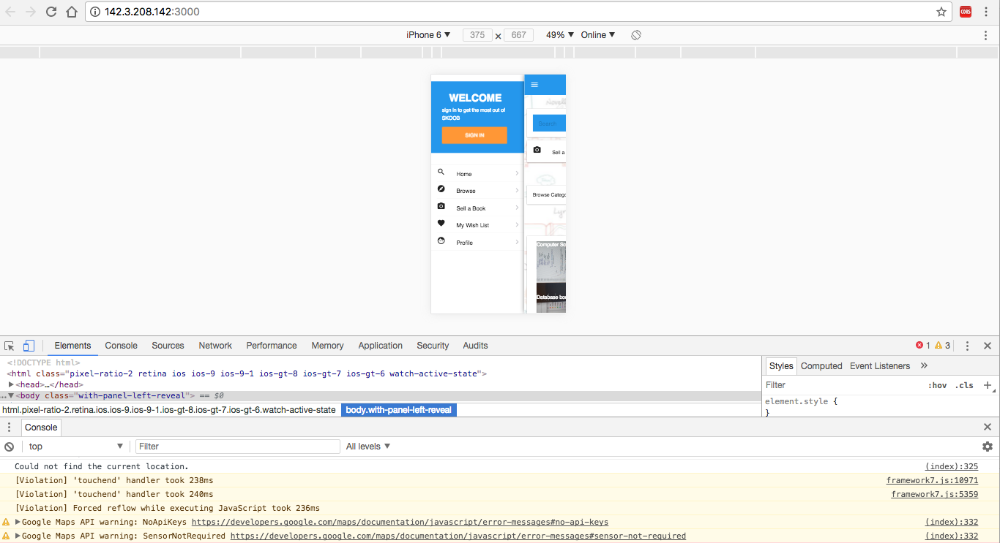 142.3.208.142:3000
CORS
iPhone 6 ▼ 375 × 667 49% ▼ Online ▼
WELCOME
sign in to get the most out of
SKOOB
SIGN IN
Home
Browse
Sell a Book
My Wish List
Profile
Search
Sell a
Browse Catego
Computer Sc
Database boo
Elements Console Sources Network Performance Memory Application Security Audits 1 3
<!DOCTYPE html>
<html class="pixel-ratio-2 retina ios ios-9 ios-9-1 ios-gt-8 ios-gt-7 ios-gt-6 watch-active-state">
▶<head>…</head>
…▼<body class="with-panel-left-reveal"> == $0
html.pixel-ratio-2.retina.ios.ios-9.ios-9-1.ios-gt-8.ios-gt-7.ios-gt-6.watch-active-state body.with-panel-left-reveal
Styles Computed Event Listeners »
Filter :hov .cls +
element.style {
}
Console
top ▼ Filter All levels ▼
Could not find the current location. (index):325
[Violation] 'touchend' handler took 238ms framework7.js:10971
[Violation] 'touchend' handler took 240ms framework7.js:5359
[Violation] Forced reflow while executing JavaScript took 236ms
▶Google Maps API warning: NoApiKeys https://developers.google.com/maps/documentation/javascript/error-messages#no-api-keys (index):332
▶Google Maps API warning: SensorNotRequired https://developers.google.com/maps/documentation/javascript/error-messages#sensor-not-required (index):332